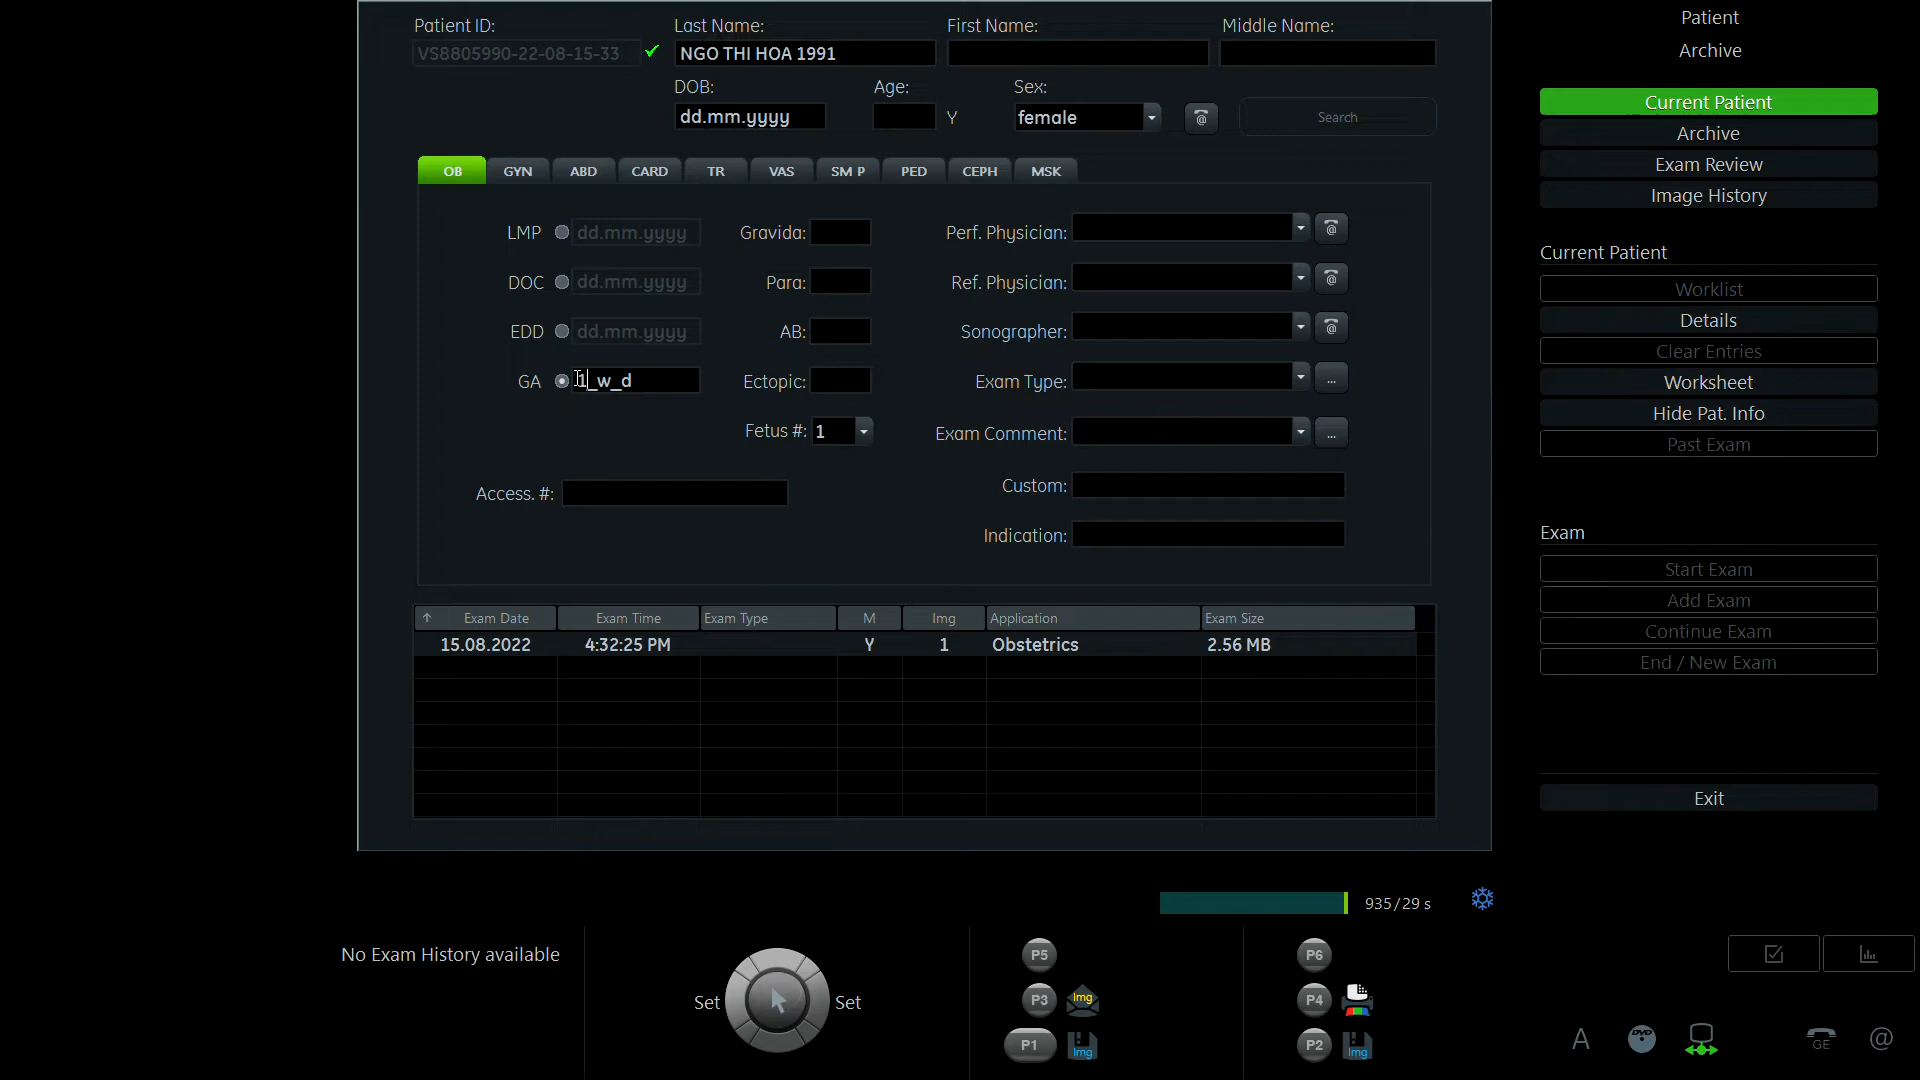 Patient ID: Last Name: First Name: Middle Name:
VS8805990-22-08-15-33 NGO THI HOA 1991
DOB: Age: Sex:
dd.mm.yyyy Y female @ Search
OB GYN ABD CARD TR VAS SM P PED CEPH MSK
LMP dd.mm.yyyy Gravida: Perf. Physician: @
DOC dd.mm.yyyy Para: Ref. Physician: @
EDD dd.mm.yyyy AB: Sonographer: @
GA 1_w_d Ectopic: Exam Type: ...
Fetus #: 1 Exam Comment: ...
Access. #: Custom:
Indication:
Exam Date Exam Time Exam Type M Img Application Exam Size
15.08.2022 4:32:25 PM Y 1 Obstetrics 2.56 MB
935/29 s
No Exam History available
Set Set
P5
P3 Img
P1 Img
P6
P4
P2 Img
Patient
Archive
Current Patient
Archive
Exam Review
Image History
Current Patient
Worklist
Details
Clear Entries
Worksheet
Hide Pat. Info
Past Exam
Exam
Start Exam
Add Exam
Continue Exam
End / New Exam
Exit
A DVD GE @